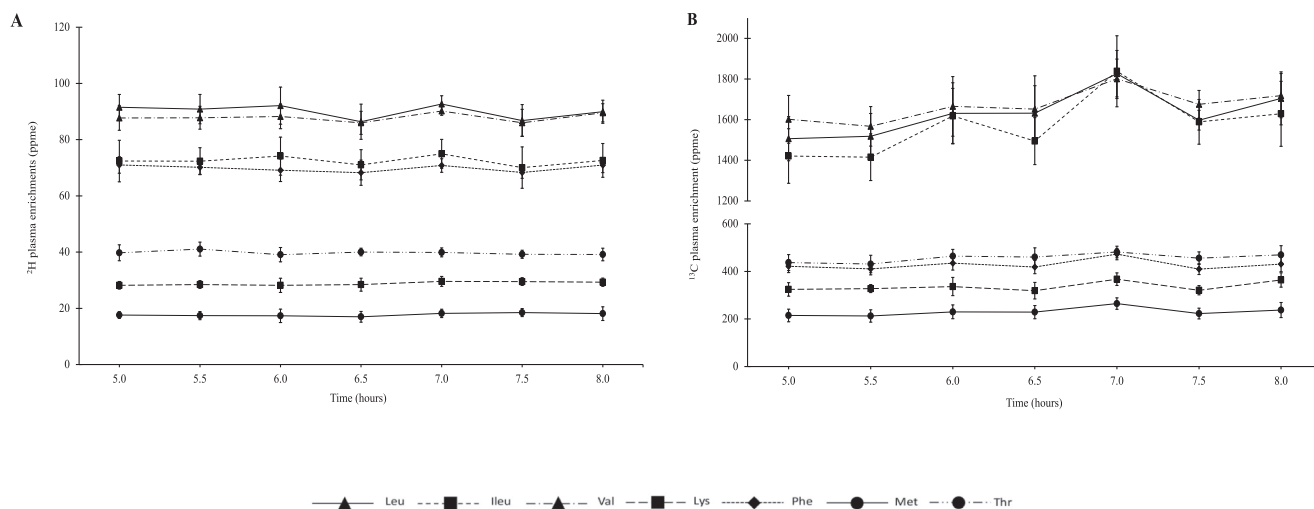 A
120
100
80
60
40
20
0
²H plasma enrichments (ppme)
5.0 5.5 6.0 6.5 7.0 7.5 8.0
Time (hours)
B
2000
1800
1600
1400
1200
600
400
200
0
¹³C plasma enrichment (ppme)
5.0 5.5 6.0 6.5 7.0 7.5 8.0
Time (hours)
Leu Ileu Val Lys Phe Met Thr